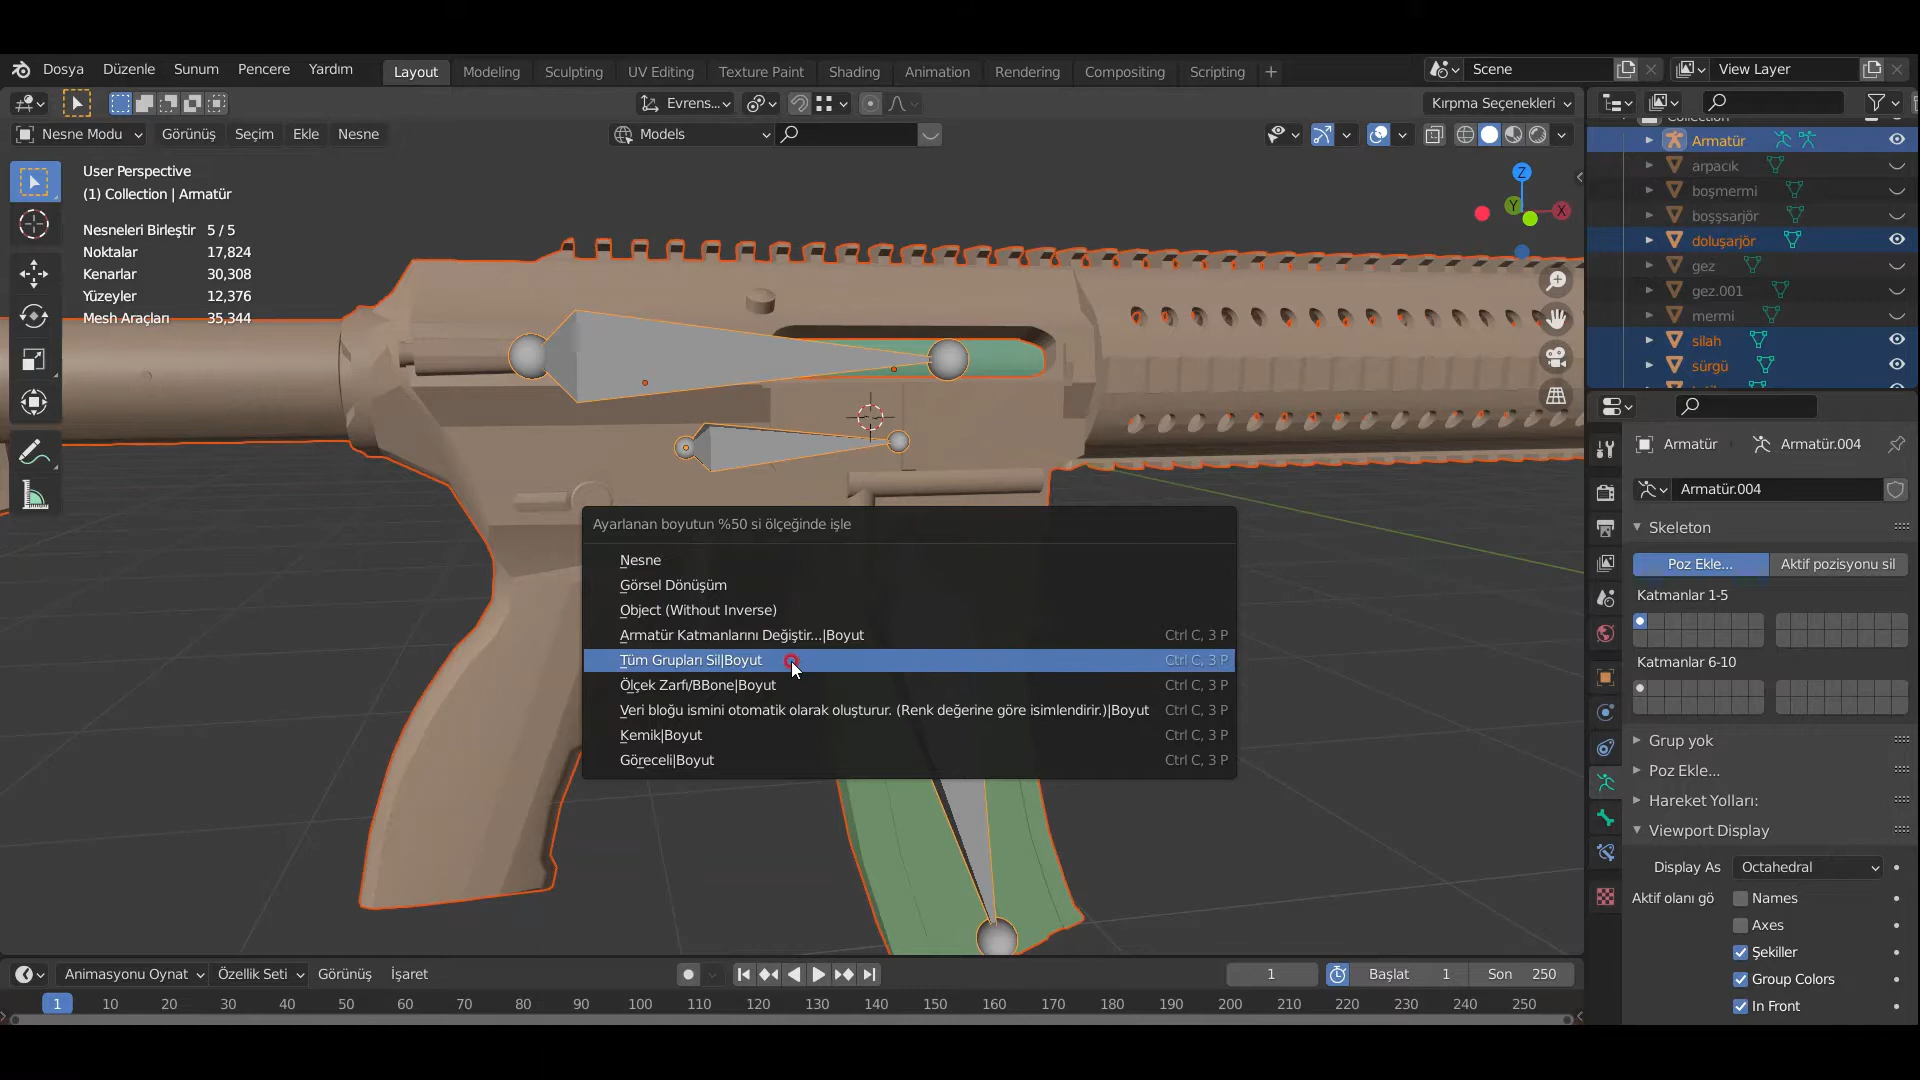 Dosya Düzenle Sunum Pencere Yardım Layout Modeling Sculpting UV Editing Texture Paint Shading Animation Rendering Compositing Scripting + Scene View Layer
Evrens... Kırpma Seçenekleri
Nesne Modu Görünüş Seçim Ekle Nesne Models
User Perspective
(1) Collection | Armatür
Nesneleri Birleştir 5 / 5
Noktalar 17,824
Kenarlar 30,308
Yüzeyler 12,376
Mesh Araçları 35,344
Z
Y
X
Collection
Armatür
arpacık
boşmermi
boşşsarjör
doluşarjör
gez
gez.001
mermi
silah
sürgü
Armatür Armatür.004
Armatür.004
Skeleton
Poz Ekle... Aktif pozisyonu sil
Katmanlar 1-5
Katmanlar 6-10
Grup yok
Poz Ekle...
Hareket Yolları:
Viewport Display
Display As Octahedral
Aktif olanı gö Names
Axes
Şekiller
Group Colors
In Front
Ayarlanan boyutun %50 si ölçeğinde işle
Nesne
Görsel Dönüşüm
Object (Without Inverse)
Armatür Katmanlarını Değiştir...|Boyut Ctrl C, 3 P
Tüm Grupları Sil|Boyut Ctrl C, 3 P
Ölçek Zarfı/BBone|Boyut Ctrl C, 3 P
Veri bloğu ismini otomatik olarak oluşturur. (Renk değerine göre isimlendirir.)|Boyut Ctrl C, 3 P
Kemik|Boyut Ctrl C, 3 P
Göreceli|Boyut Ctrl C, 3 P
Animasyonu Oynat Özellik Seti Görünüş İşaret 1 Başlat 1 Son 250
1 10 20 30 40 50 60 70 80 90 100 110 120 130 140 150 160 170 180 190 200 210 220 230 240 250